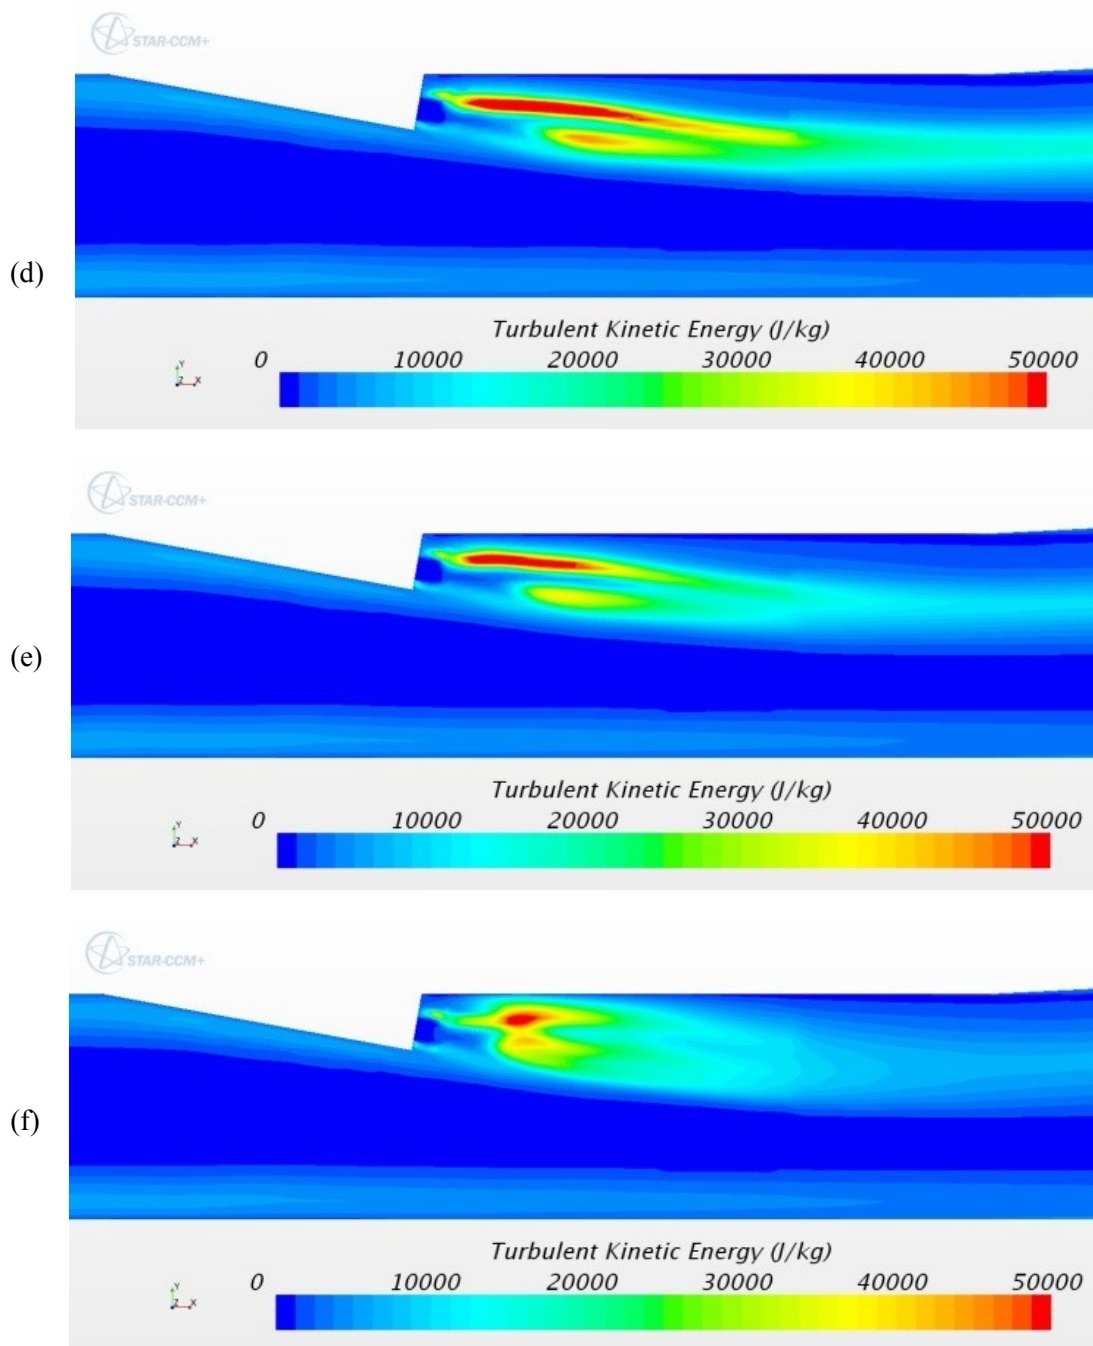 STAR-CCM+
(d)
Turbulent Kinetic Energy (J/kg)
0 10000 20000 30000 40000 50000
Y
Z X
STAR-CCM+
(e)
Turbulent Kinetic Energy (J/kg)
0 10000 20000 30000 40000 50000
Y
Z X
STAR-CCM+
(f)
Turbulent Kinetic Energy (J/kg)
0 10000 20000 30000 40000 50000
Y
Z X